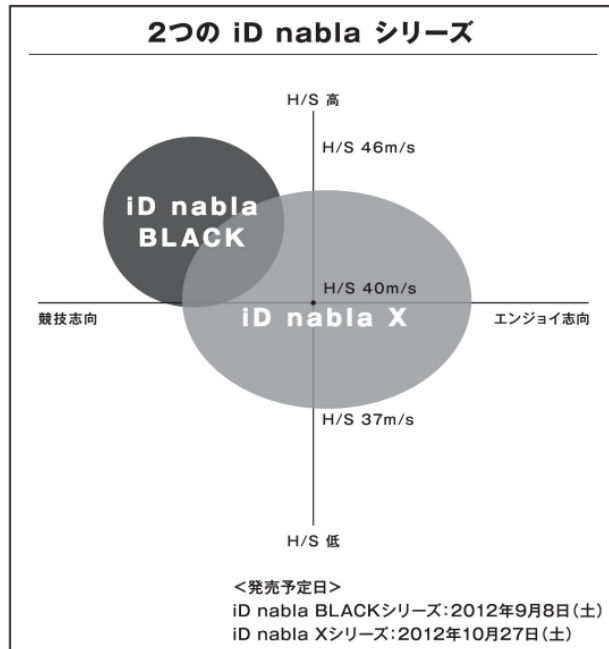 2つの iD nabla シリーズ
H/S 高
H/S 46m/s
iD nabla
BLACK
H/S 40m/s
iD nabla X
競技志向
エンジョイ志向
H/S 37m/s
H/S 低
<発売予定日>
iD nabla BLACKシリーズ:2012年9月8日(土)
iD nabla Xシリーズ:2012年10月27日(土)